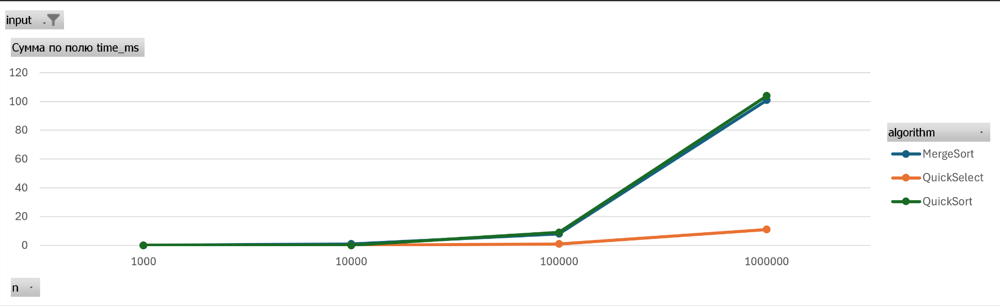 input
Сумма по полю time_ms
120
100
80
60
40
20
0
1000 10000 100000 1000000
n
algorithm
MergeSort
QuickSelect
QuickSort